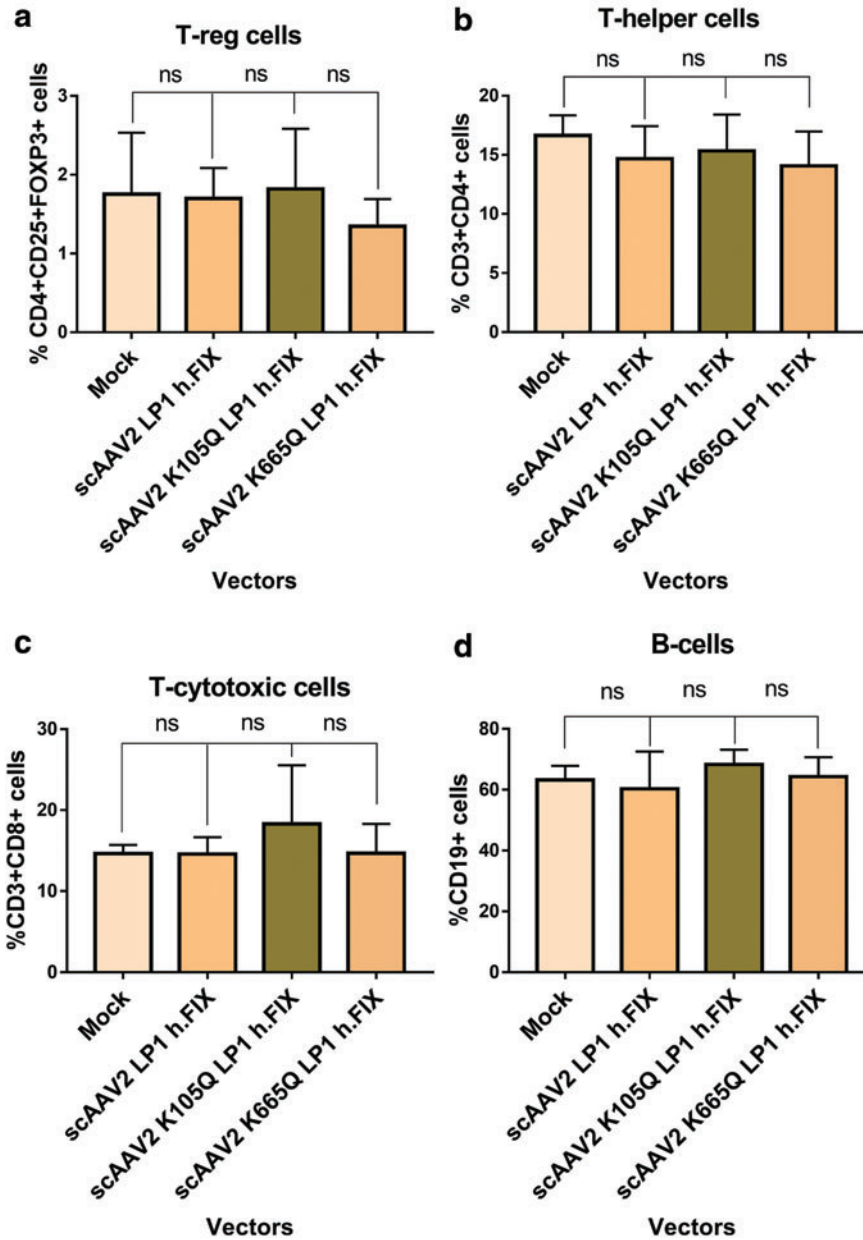 a
T-reg cells
ns ns ns
% CD4+CD25+FOXP3+ cells
3
2
1
0
Mock
scAAV2 LP1 h.FIX
scAAV2 K105Q LP1 h.FIX
scAAV2 K665Q LP1 h.FIX
Vectors
b
T-helper cells
ns ns ns
% CD3+CD4+ cells
20
15
10
5
0
Mock
scAAV2 LP1 h.FIX
scAAV2 K105Q LP1 h.FIX
scAAV2 K665Q LP1 h.FIX
Vectors
c
T-cytotoxic cells
ns ns ns
%CD3+CD8+ cells
30
20
10
0
Mock
scAAV2 LP1 h.FIX
scAAV2 K105Q LP1 h.FIX
scAAV2 K665Q LP1 h.FIX
Vectors
d
B-cells
ns ns ns
%CD19+ cells
80
60
40
20
0
Mock
scAAV2 LP1 h.FIX
scAAV2 K105Q LP1 h.FIX
scAAV2 K665Q LP1 h.FIX
Vectors